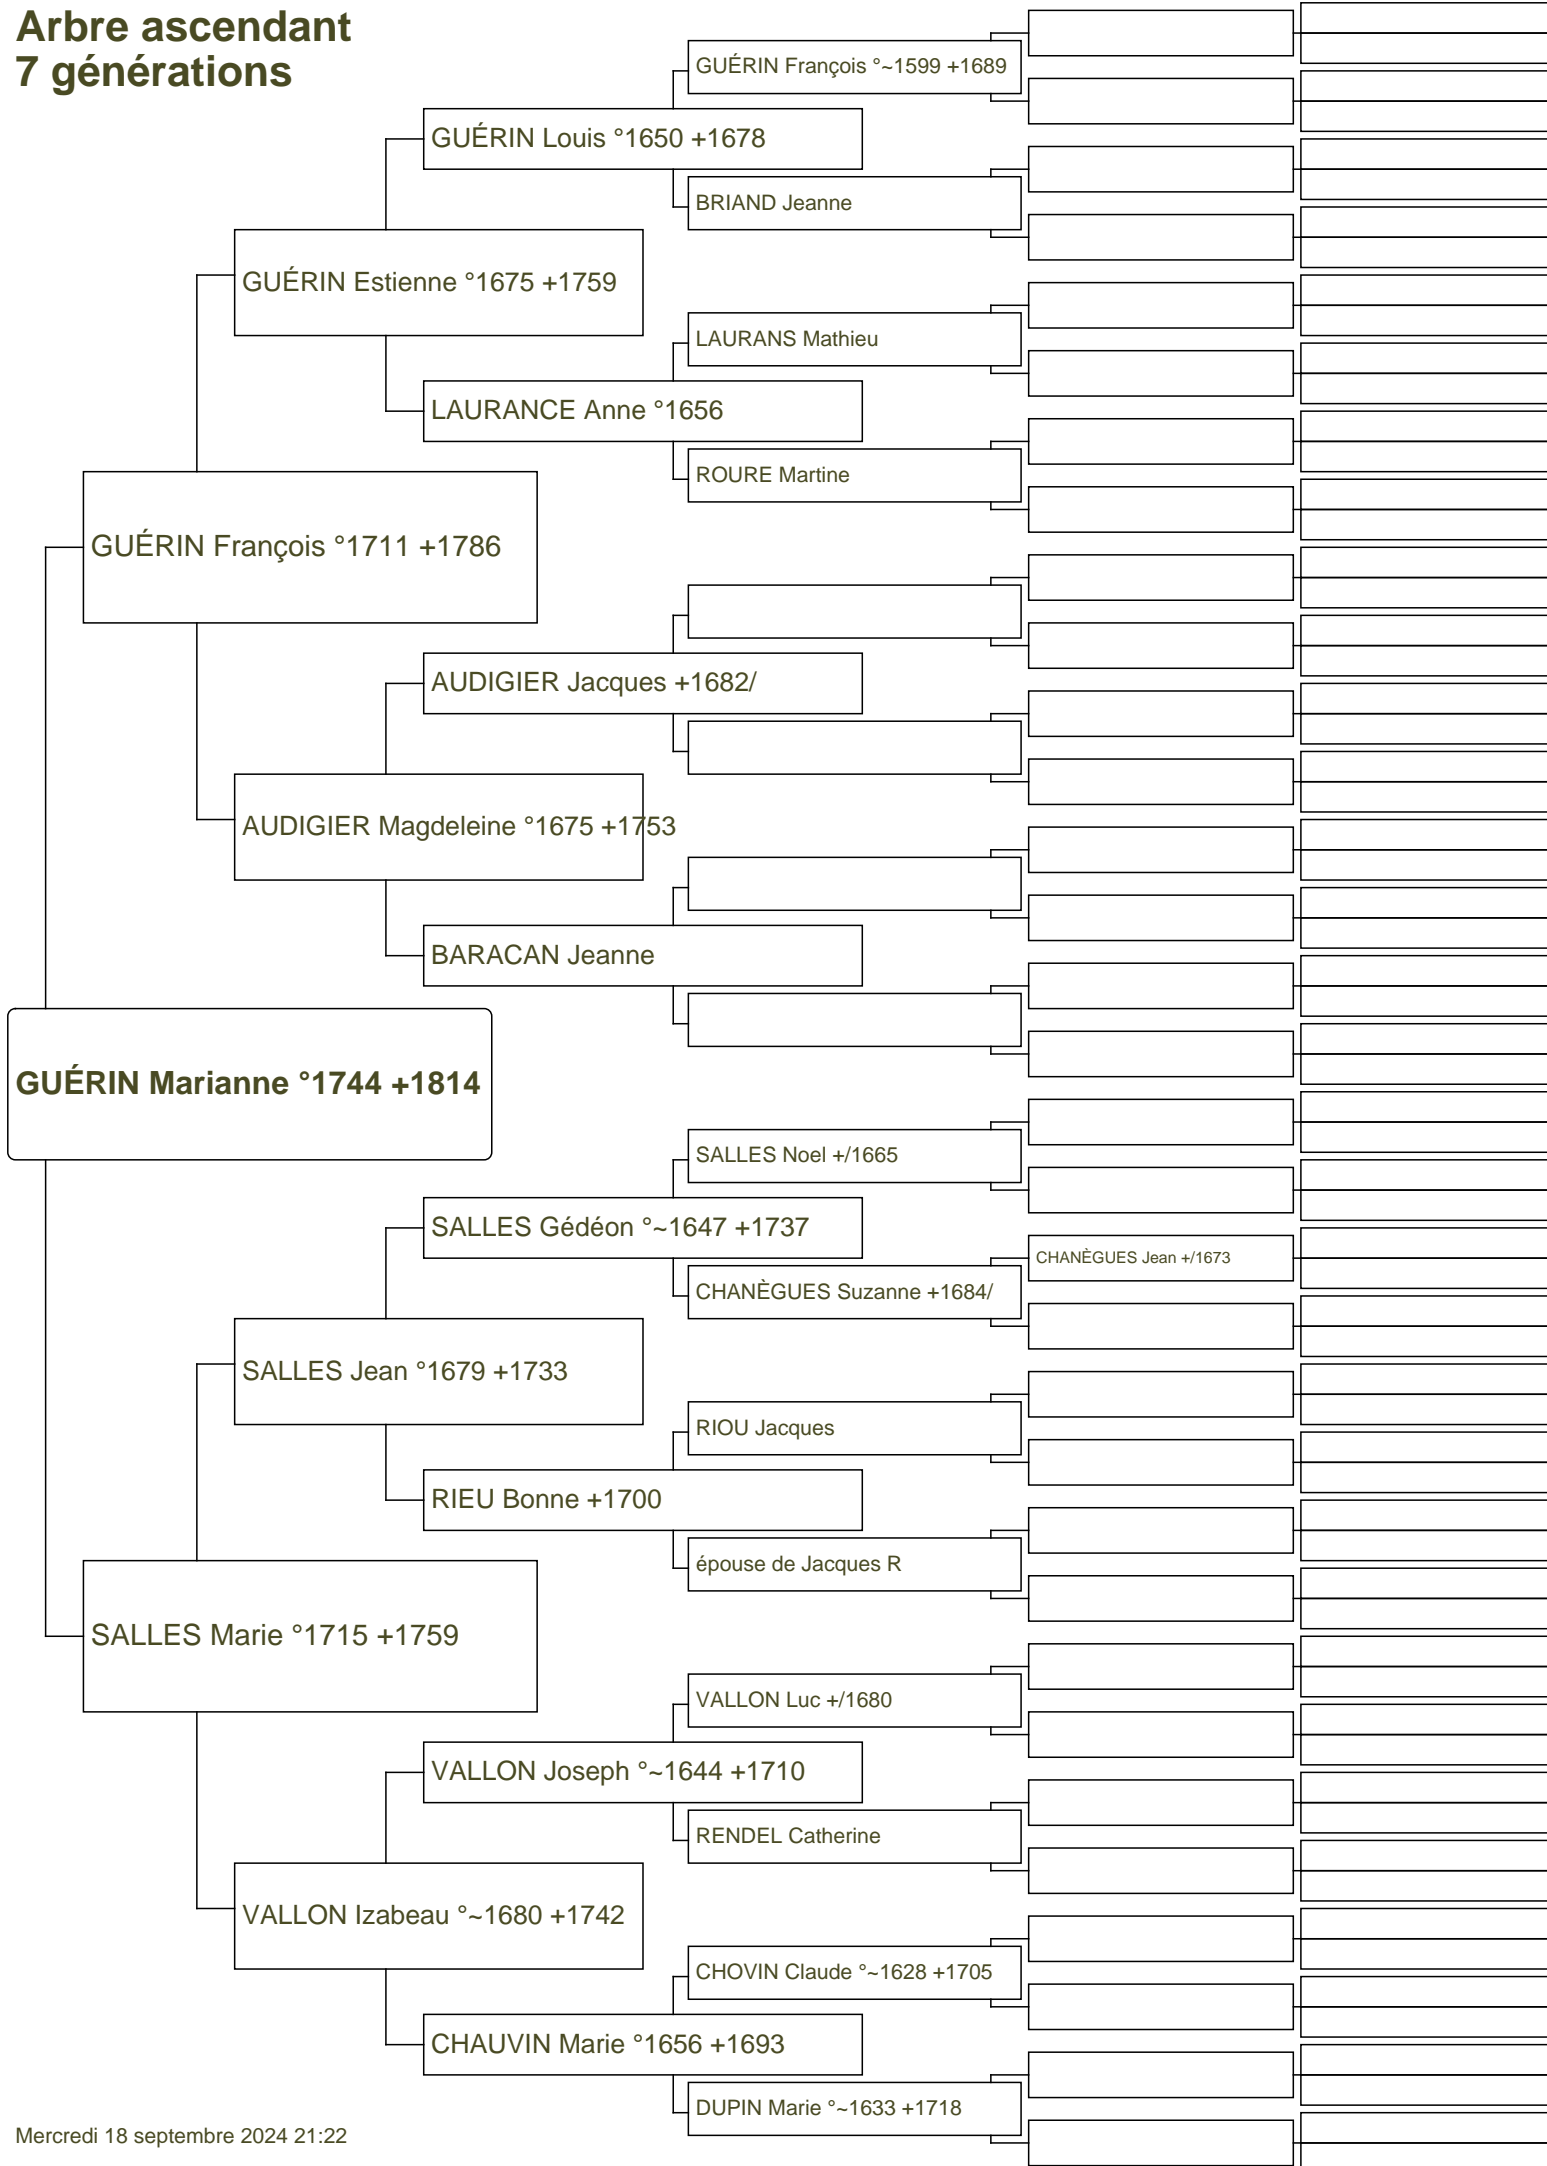 Arbre ascendant
7 générations
GUÉRIN François °~1599 +1689
GUÉRIN Louis °1650 +1678
BRIAND Jeanne
GUÉRIN Estienne °1675 +1759
LAURANS Mathieu
LAURANCE Anne °1656
ROURE Martine
GUÉRIN François °1711 +1786
AUDIGIER Jacques +1682/
AUDIGIER Magdeleine °1675 +1753
BARACAN Jeanne
GUÉRIN Marianne °1744 +1814
SALLES Noel +/1665
SALLES Gédéon °~1647 +1737
CHANÈGUES Jean +/1673
CHANÈGUES Suzanne +1684/
SALLES Jean °1679 +1733
RIOU Jacques
RIEU Bonne +1700
épouse de Jacques R
SALLES Marie °1715 +1759
VALLON Luc +/1680
VALLON Joseph °~1644 +1710
RENDEL Catherine
VALLON Izabeau °~1680 +1742
CHOVIN Claude °~1628 +1705
CHAUVIN Marie °1656 +1693
DUPIN Marie °~1633 +1718
Mercredi 18 septembre 2024 21:22